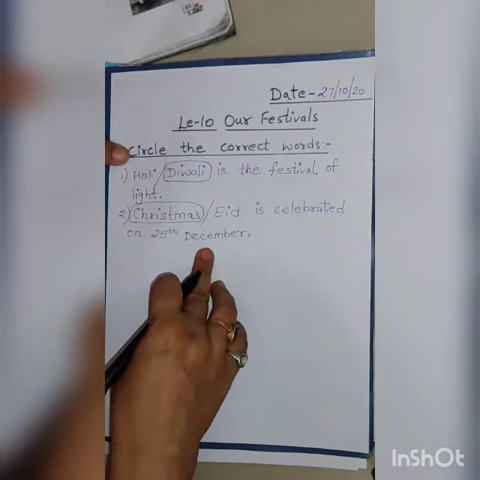 Date-27/10/20
Le-10 Our Festivals
Circle the correct words:-
1) Holi/Diwali is the festival of
light.
2) Christmas/Eid is celebrated
on 25th December.
InShOt